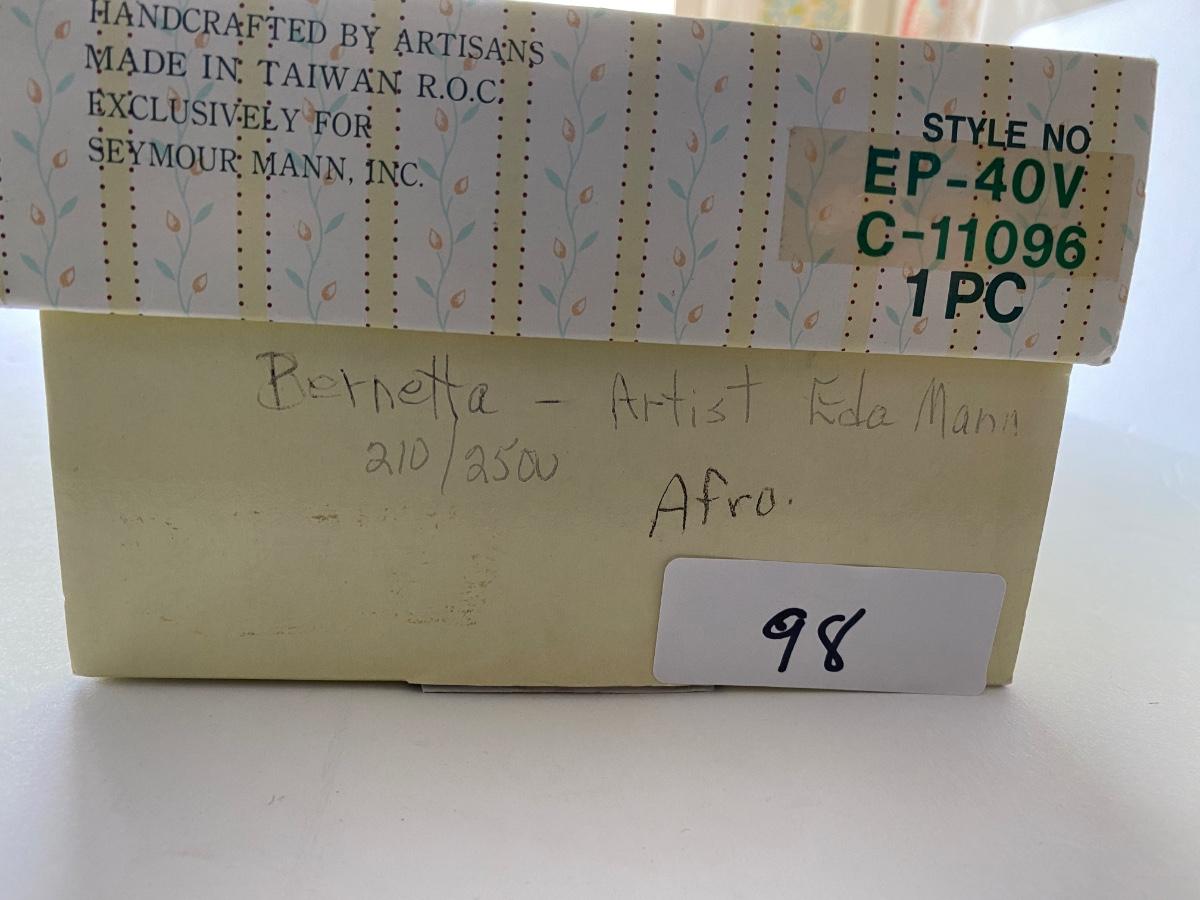 HANDCRAFTED BY ARTISANS
MADE IN TAIWAN R.O.C.
EXCLUSIVELY FOR
SEYMOUR MANN, INC.
STYLE NO
EP-40V
C-11096
1 PC
Bernetta - Artist Eda Mann
210/2500
Afro.
98